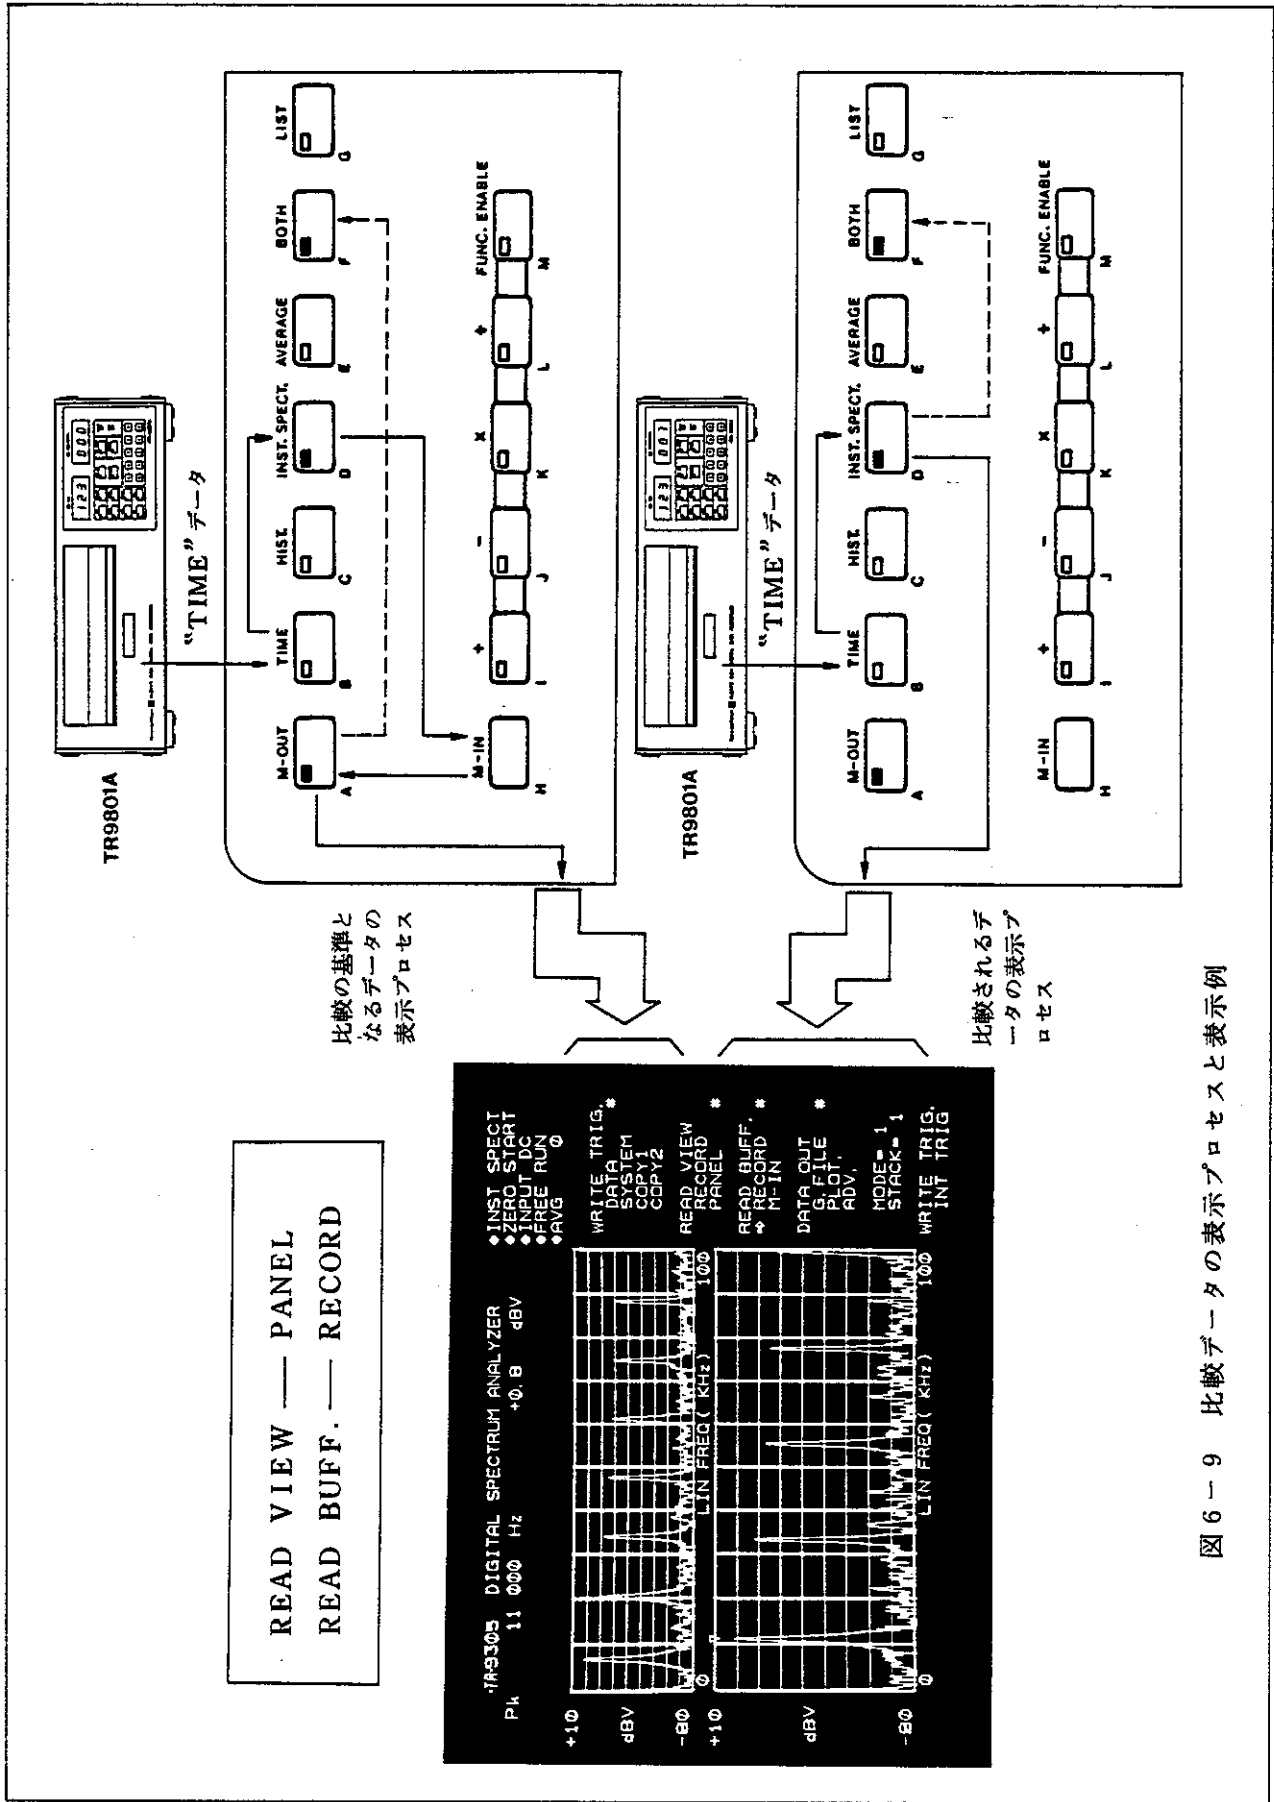 READ VIEW —— PANEL
READ BUFF. —— RECORD
TR9305 DIGITAL SPECTRUM ANALYZER
Pk 11 000 Hz +0.8 dBV
+10
dBV
-80
0
LIN FREQ ( KHz)
100
+10
dBV
-80
0
LIN FREQ ( KHz)
100
◆INST SPECT
◆ZERO START
◆INPUT DC
◆FREE RUN
◆AVG 0
WRITE TRIG.
DATA *
SYSTEM
COPY1
COPY2
READ VIEW
RECORD
PANEL *
READ BUFF.
→ RECORD *
M-IN
DATA OUT
G.FILE *
PLOT.
ADV.
MODE= 1
STACK= 1
WRITE TRIG.
INT TRIG
比較の基準と
なるデータの
表示プロセス
比較されるデ
ータの表示プ
ロセス
TR9801A
123 000
“TIME”データ
M-OUT
A
TIME
B
HIST.
C
INST. SPECT.
D
AVERAGE
E
BOTH
F
LIST
G
M-IN
H
+
I
-
J
×
K
L
FUNC. ENABLE
M
TR9801A
123 001
“TIME”データ
M-OUT
A
TIME
B
HIST.
C
INST. SPECT.
D
AVERAGE
E
BOTH
F
LIST
G
M-IN
H
+
I
-
J
×
K
L
FUNC. ENABLE
M
図6-9 比較データの表示プロセスと表示例